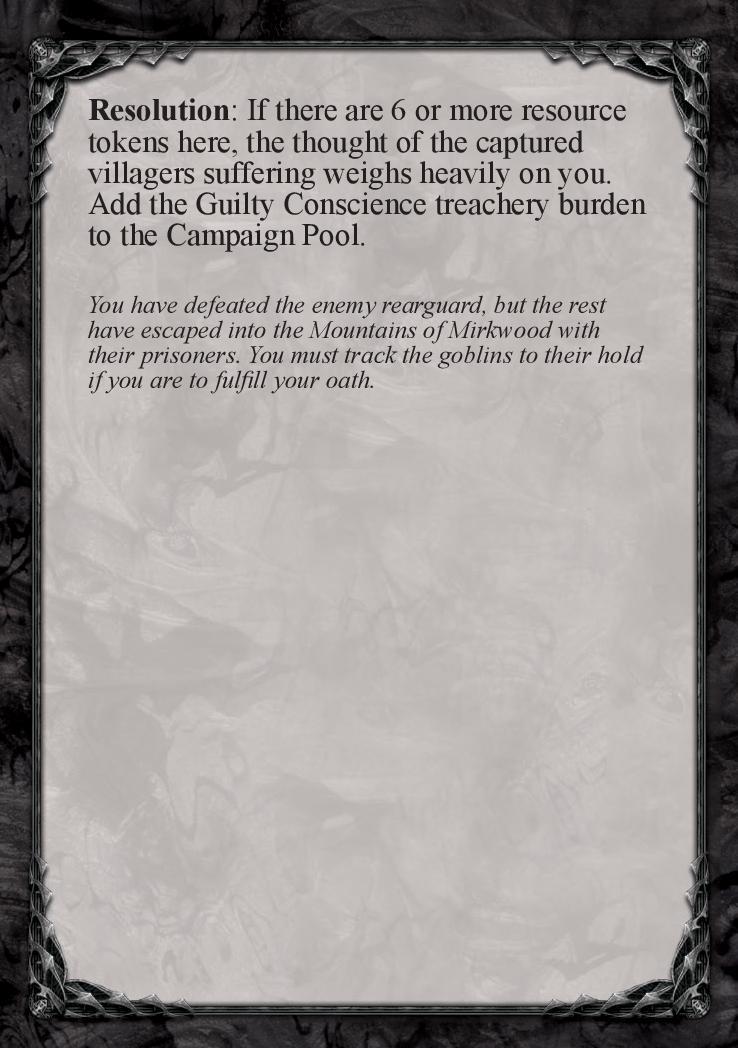 Resolution: If there are 6 or more resource
tokens here, the thought of the captured
villagers suffering weighs heavily on you.
Add the Guilty Conscience treachery burden
to the Campaign Pool.
You have defeated the enemy rearguard, but the rest
have escaped into the Mountains of Mirkwood with
their prisoners. You must track the goblins to their hold
if you are to fulfill your oath.